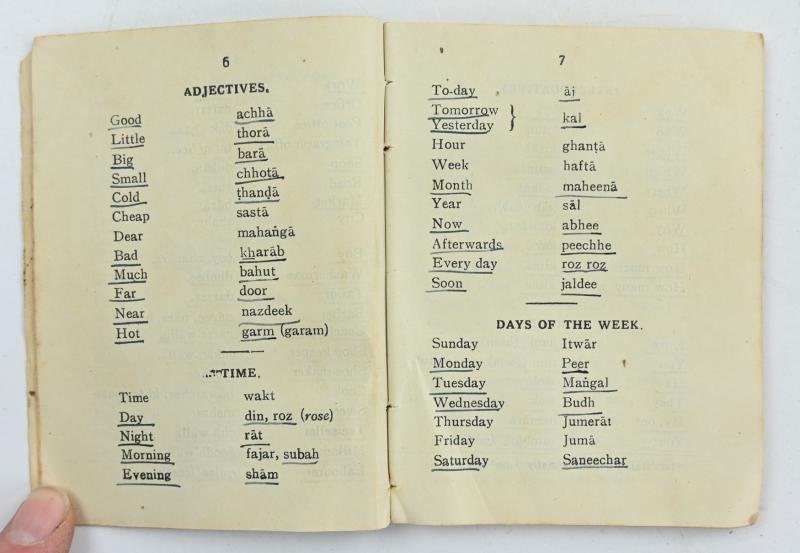 6
ADJECTIVES.
Good achhā
Little thorā
Big barā
Small chhotā
Cold ṭhanḍā
Cheap sastā
Dear mahaṅgā
Bad kharāb
Much bahut
Far door
Near nazdeek
Hot garm (garam)
TIME.
Time wakt
Day din, roz (rose)
Night rāt
Morning fajar, subah
Evening shām
7
To-day āj
Tomorrow
Yesterday } kal
Hour ghanṭā
Week haftā
Month maheenā
Year sāl
Now abhee
Afterwards peechhe
Every day roz roz
Soon jaldee
DAYS OF THE WEEK.
Sunday Itwār
Monday Peer
Tuesday Maṅgal
Wednesday Budh
Thursday Jumerāt
Friday Jumā
Saturday Saneechar